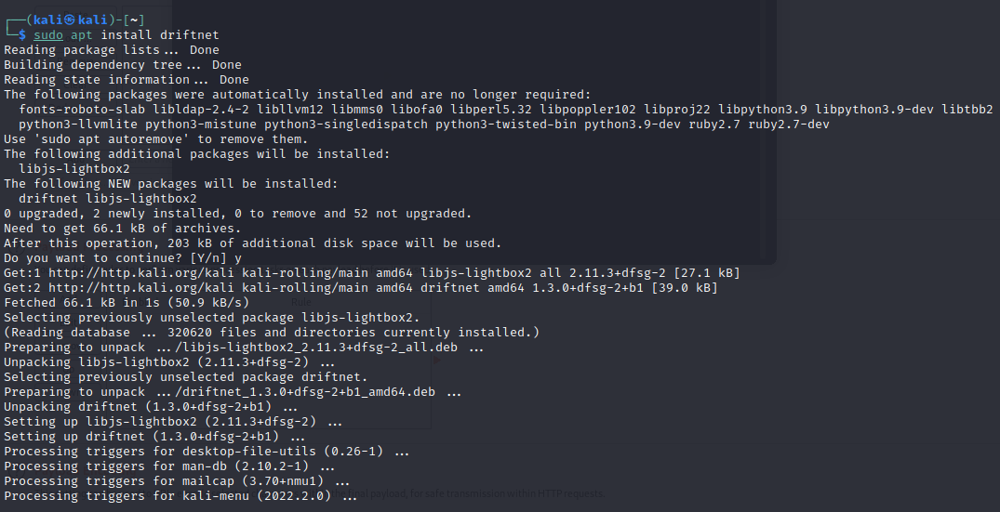 ┌──(kali㉿kali)-[~]
└─$ sudo apt install driftnet
Reading package lists... Done
Building dependency tree... Done
Reading state information... Done
The following packages were automatically installed and are no longer required:
  fonts-roboto-slab libldap-2.4-2 libllvm12 libmms0 libofa0 libperl5.32 libpoppler102 libproj22 libpython3.9 libpython3.9-dev libtbb2
  python3-llvmlite python3-mistune python3-singledispatch python3-twisted-bin python3.9-dev ruby2.7 ruby2.7-dev
Use 'sudo apt autoremove' to remove them.
The following additional packages will be installed:
  libjs-lightbox2
The following NEW packages will be installed:
  driftnet libjs-lightbox2
0 upgraded, 2 newly installed, 0 to remove and 52 not upgraded.
Need to get 66.1 kB of archives.
After this operation, 203 kB of additional disk space will be used.
Do you want to continue? [Y/n] y
Get:1 http://http.kali.org/kali kali-rolling/main amd64 libjs-lightbox2 all 2.11.3+dfsg-2 [27.1 kB]
Get:2 http://http.kali.org/kali kali-rolling/main amd64 driftnet amd64 1.3.0+dfsg-2+b1 [39.0 kB]
Fetched 66.1 kB in 1s (50.9 kB/s)
Rule
Selecting previously unselected package libjs-lightbox2.
(Reading database ... 320620 files and directories currently installed.)
Preparing to unpack .../libjs-lightbox2_2.11.3+dfsg-2_all.deb ...
Unpacking libjs-lightbox2 (2.11.3+dfsg-2) ...
Selecting previously unselected package driftnet.
Preparing to unpack .../driftnet_1.3.0+dfsg-2+b1_amd64.deb ...
Unpacking driftnet (1.3.0+dfsg-2+b1) ...
Setting up libjs-lightbox2 (2.11.3+dfsg-2) ...
Setting up driftnet (1.3.0+dfsg-2+b1) ...
Processing triggers for desktop-file-utils (0.26-1) ...
Processing triggers for man-db (2.10.2-1) ...
Processing triggers for mailcap (3.70+nmu1) ...
Processing triggers for kali-menu (2022.2.0) ...
final payload, for safe transmission within HTTP requests.